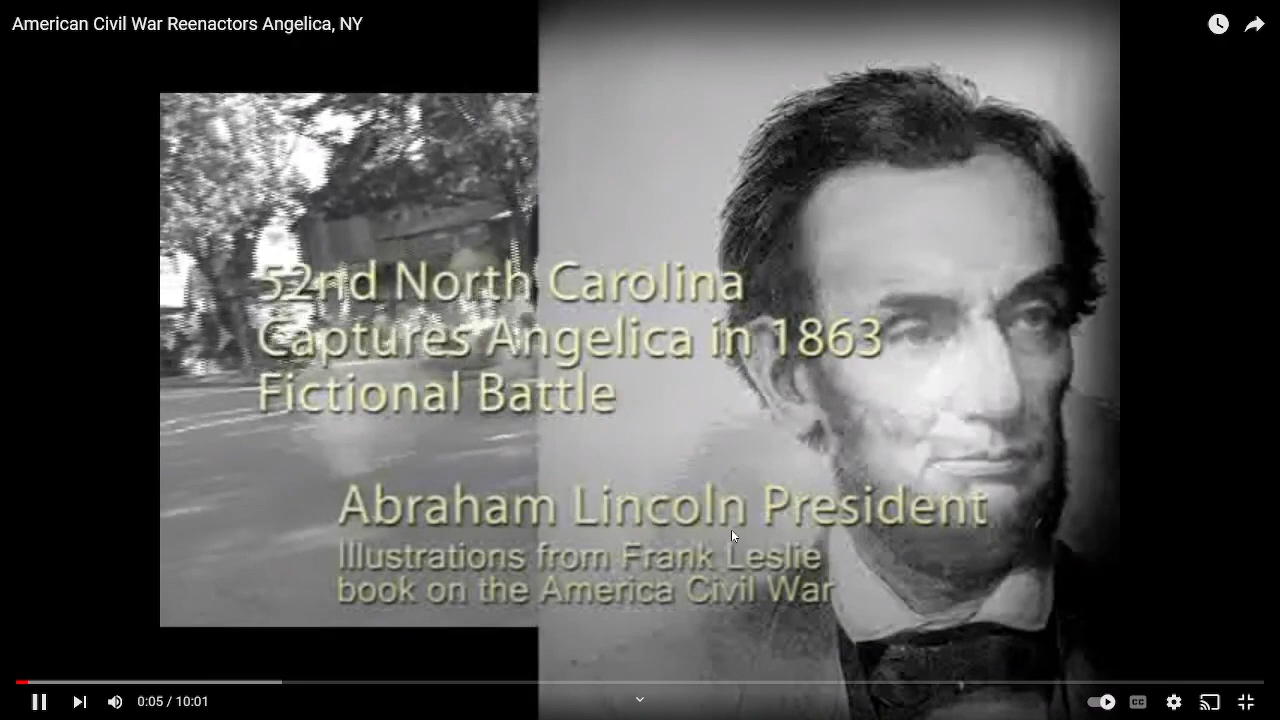 American Civil War Reenactors Angelica, NY
52nd North Carolina
Captures Angelica in 1863
Fictional Battle
Abraham Lincoln President
Illustrations from Frank Leslie
book on the America Civil War
0:05 / 10:01
CC